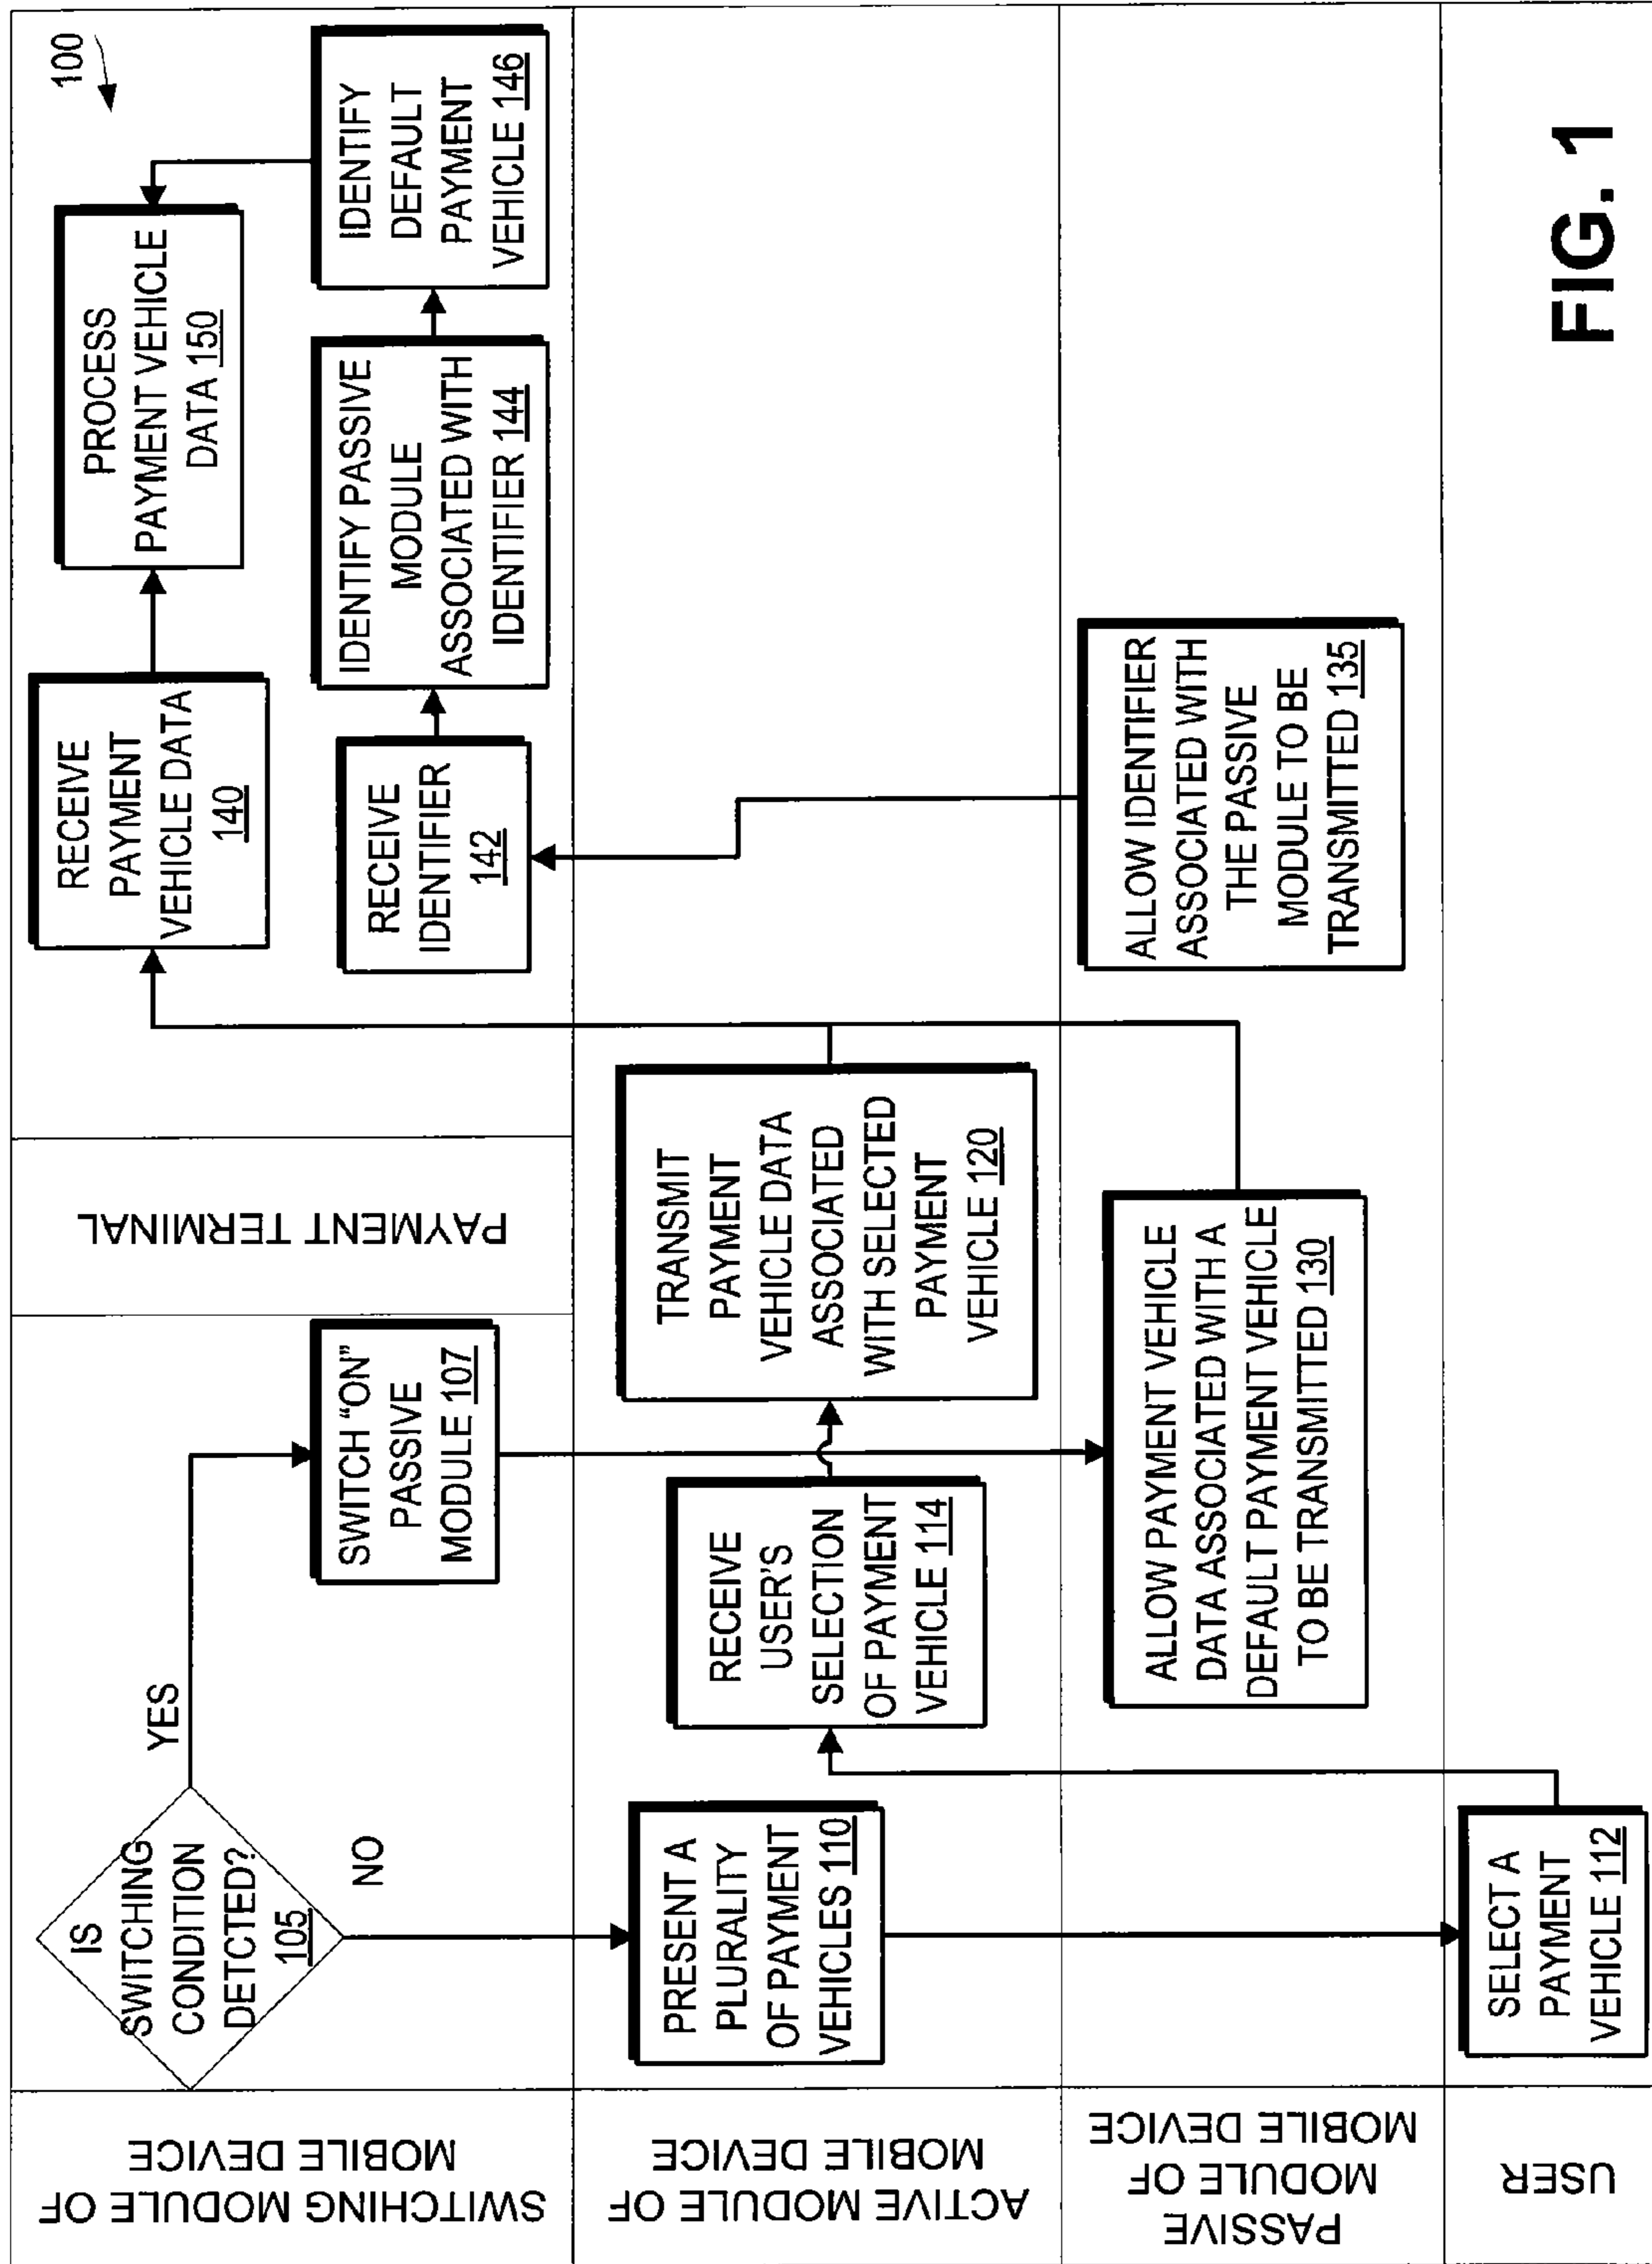 100
SWITCHING MODULE OF
MOBILE DEVICE
IS
SWITCHING
CONDITION
DETCTED?
105
YES
NO
SWITCH “ON”
PASSIVE
MODULE 107
PAYMENT TERMINAL
RECEIVE
PAYMENT
VEHICLE DATA
140
PROCESS
PAYMENT VEHICLE
DATA 150
RECEIVE
IDENTIFIER
142
IDENTIFY PASSIVE
MODULE
ASSOCIATED WITH
IDENTIFIER 144
IDENTIFY
DEFAULT
PAYMENT
VEHICLE 146
ACTIVE MODULE OF
MOBILE DEVICE
PRESENT A
PLURALITY
OF PAYMENT
VEHICLES 110
RECEIVE
USER’S
SELECTION
OF PAYMENT
VEHICLE 114
TRANSMIT
PAYMENT
VEHICLE DATA
ASSOCIATED
WITH SELECTED
PAYMENT
VEHICLE 120
PASSIVE
MODULE OF
MOBILE DEVICE
ALLOW PAYMENT VEHICLE
DATA ASSOCIATED WITH A
DEFAULT PAYMENT VEHICLE
TO BE TRANSMITTED 130
ALLOW IDENTIFIER
ASSOCIATED WITH
THE PASSIVE
MODULE TO BE
TRANSMITTED 135
USER
SELECT A
PAYMENT
VEHICLE 112
FIG. 1